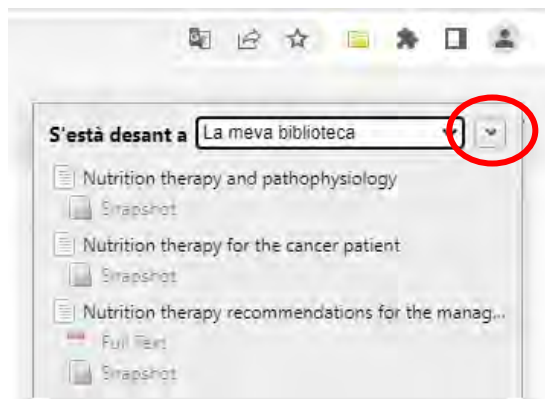 S'està desant a La meva biblioteca
Nutrition therapy and pathophysiology
Snapshot
Nutrition therapy for the cancer patient
Snapshot
Nutrition therapy recommendations for the manag...
Full Text
Snapshot